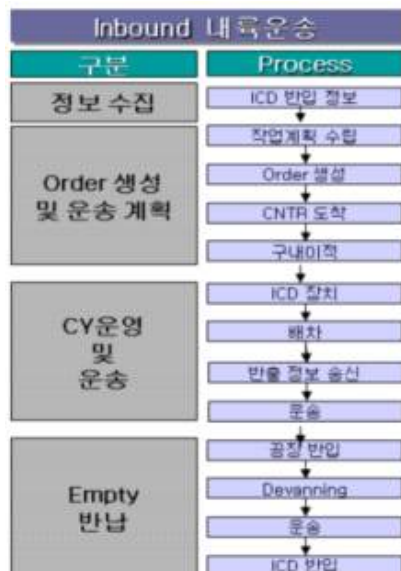 Inbound 내륙운송
구분
Process
정보 수집
ICD 반입 정보
Order 생성
및 운송 계획
작업계획 수립
Order 생성
CNTR 도착
구내이적
CY운영
및
운송
ICD 장치
배차
반출 정보 송신
운송
Empty
반납
공장 반입
Devanning
운송
ICD 반입